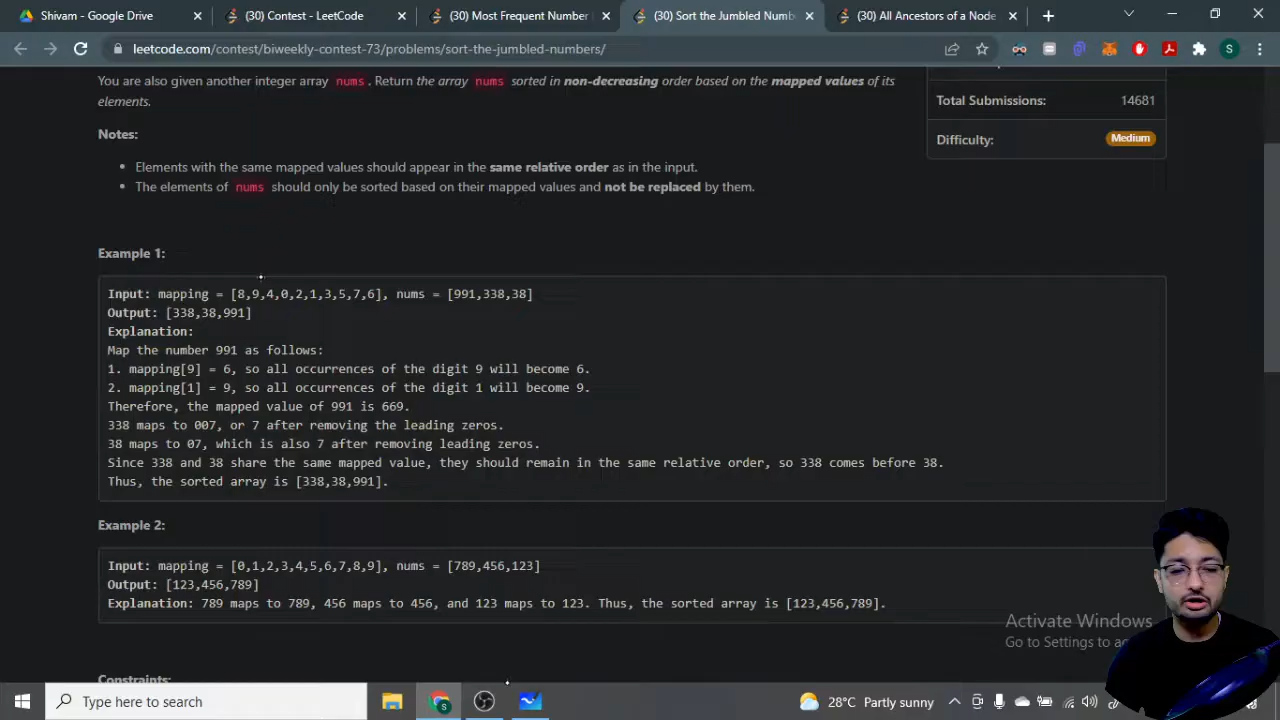 Shivam - Google Drive
(30) Contest - LeetCode
(30) Most Frequent Number
(30) Sort the Jumbled Numb
(30) All Ancestors of a Node
leetcode.com/contest/biweekly-contest-73/problems/sort-the-jumbled-numbers/
S
You are also given another integer array nums. Return the array nums sorted in non-decreasing order based on the mapped values of its
elements.
Total Submissions: 14681
Difficulty: Medium
Notes:
• Elements with the same mapped values should appear in the same relative order as in the input.
• The elements of nums should only be sorted based on their mapped values and not be replaced by them.
Example 1:
Input: mapping = [8,9,4,0,2,1,3,5,7,6], nums = [991,338,38]
Output: [338,38,991]
Explanation:
Map the number 991 as follows:
1. mapping[9] = 6, so all occurrences of the digit 9 will become 6.
2. mapping[1] = 9, so all occurrences of the digit 1 will become 9.
Therefore, the mapped value of 991 is 669.
338 maps to 007, or 7 after removing the leading zeros.
38 maps to 07, which is also 7 after removing leading zeros.
Since 338 and 38 share the same mapped value, they should remain in the same relative order, so 338 comes before 38.
Thus, the sorted array is [338,38,991].
Example 2:
Input: mapping = [0,1,2,3,4,5,6,7,8,9], nums = [789,456,123]
Output: [123,456,789]
Explanation: 789 maps to 789, 456 maps to 456, and 123 maps to 123. Thus, the sorted array is [123,456,789].
Constraints:
Activate Windows
Go to Settings to
Type here to search
28°C Partly sunny